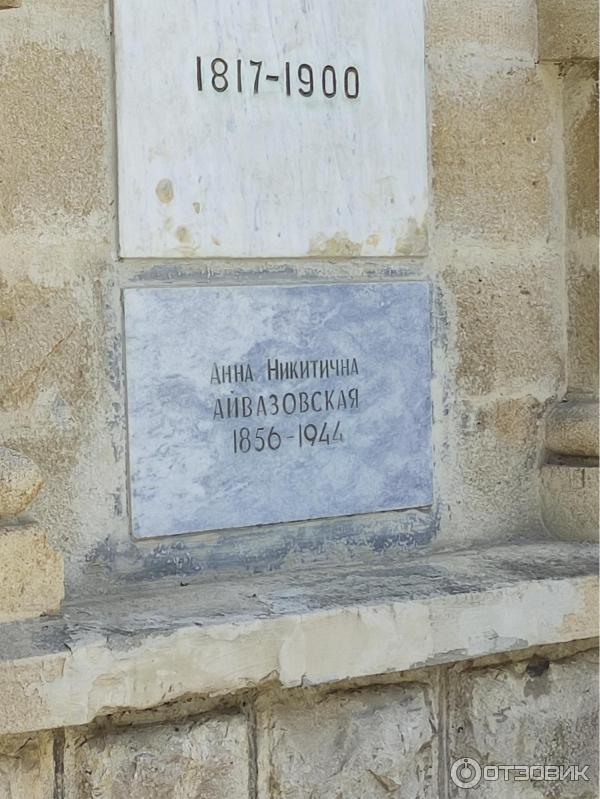 1817-1900
Анна Никитична
АЙВАЗОВСКАЯ
1856-1944
ОТЗОВИК